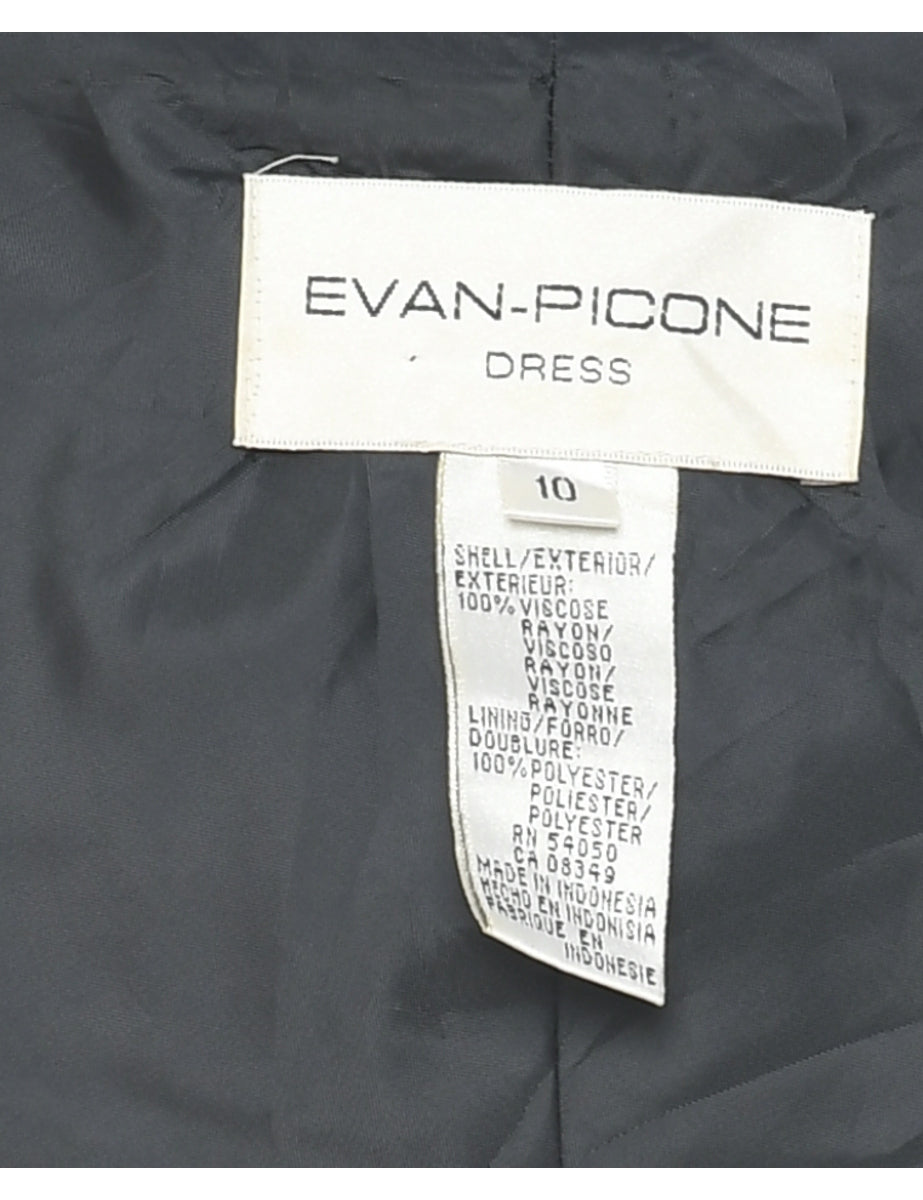 EVAN-PICONE
DRESS
10
SHELL/EXTERIOR/
EXTERIEUR:
100% VISCOSE
RAYON/
VISCOSO
RAYON/
VISCOSE
RAYONNE
LINING/FORRO/
DOUBLURE:
100% POLYESTER/
POLIESTER/
POLYESTER
RN 54050
CA 08349
MADE IN INDONESIA
HECHO EN INDONISIA
FABRIQUE EN
INDONESIE